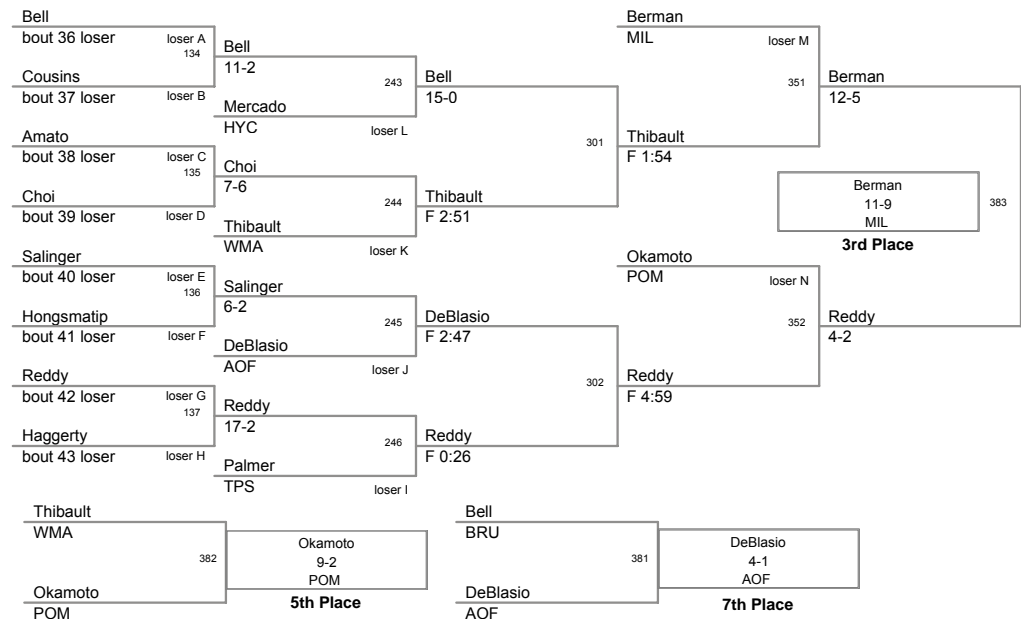 Bell
bout 36 loser
loser A
134
Cousins
bout 37 loser
loser B
Bell
11-2
243
Mercado
HYC
loser L
Bell
15-0
Amato
bout 38 loser
loser C
135
Choi
bout 39 loser
loser D
Choi
7-6
244
Thibault
WMA
loser K
Thibault
F 2:51
301
Thibault
F 1:54
Berman
MIL
loser M
351
Berman
12-5
Berman
11-9
MIL
3rd Place
383
Salinger
bout 40 loser
loser E
136
Hongsmatip
bout 41 loser
loser F
Salinger
6-2
245
DeBlasio
AOF
loser J
DeBlasio
F 2:47
Reddy
bout 42 loser
loser G
137
Haggerty
bout 43 loser
loser H
Reddy
17-2
246
Palmer
TPS
loser I
Reddy
F 0:26
302
Reddy
F 4:59
Okamoto
POM
loser N
352
Reddy
4-2
Thibault
WMA
382
Okamoto
POM
Okamoto
9-2
POM
5th Place
Bell
BRU
381
DeBlasio
AOF
DeBlasio
4-1
AOF
7th Place